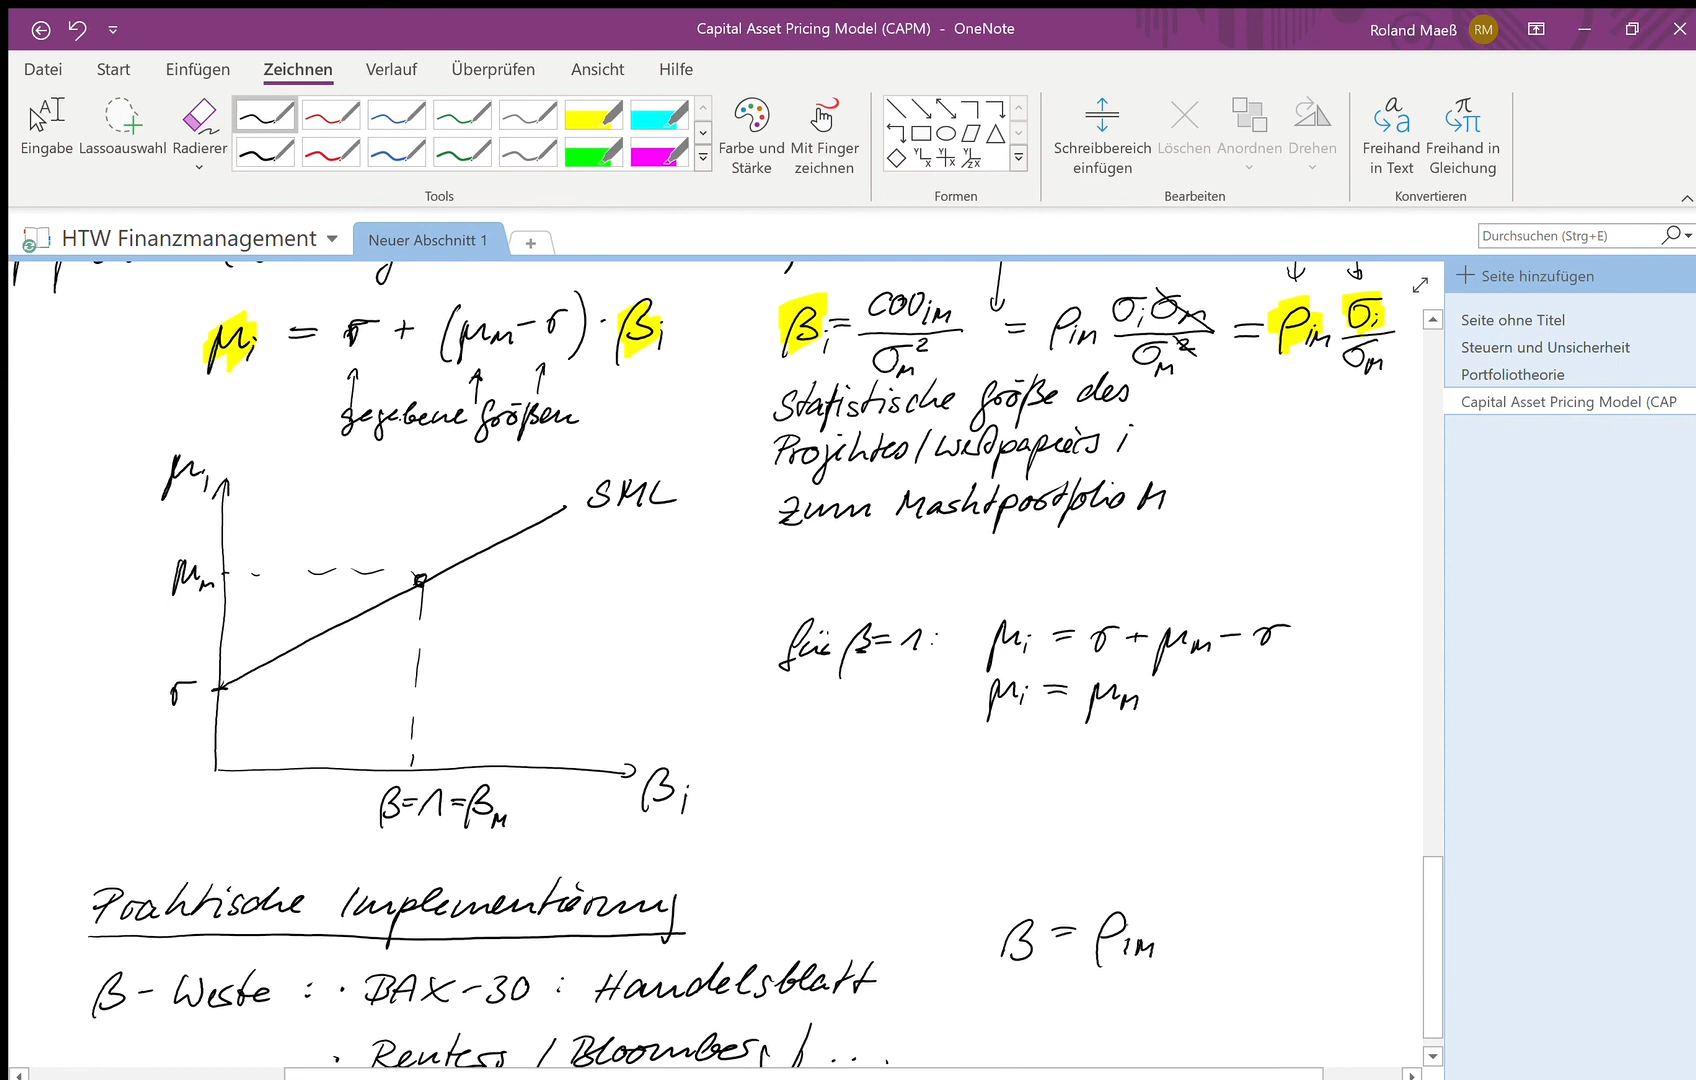 Capital Asset Pricing Model (CAPM) - OneNote
Roland Maeß RM
Datei Start Einfügen Zeichnen Verlauf Überprüfen Ansicht Hilfe
Eingabe Lassoauswahl Radierer
Farbe und Stärke
Mit Finger zeichnen
Schreibbereich einfügen
Löschen Anordnen Drehen
Freihand in Text
Freihand in Gleichung
Tools Formen Bearbeiten Konvertieren
HTW Finanzmanagement
Neuer Abschnitt 1
Durchsuchen (Strg+E)
Seite hinzufügen
Seite ohne Titel
Steuern und Unsicherheit
Portfoliotheorie
Capital Asset Pricing Model (CAP
μi = r + (μM - r) · βi
gegebene Größen
βi = COViM / σM² = ρiM σi σM / σM² = ρiM σi / σM
Statistische Größe des
Projektes / Wertpapiers i
zum Marktportfolio M
μi
SML
μM
r
β=1=βM
βi
für β=1: μi = r + μM - r
μi = μM
Praktische Implementierung
β = ρiM
β-Werte : · DAX-30 : Handelsblatt
· Reuters / Bloomberg / ...